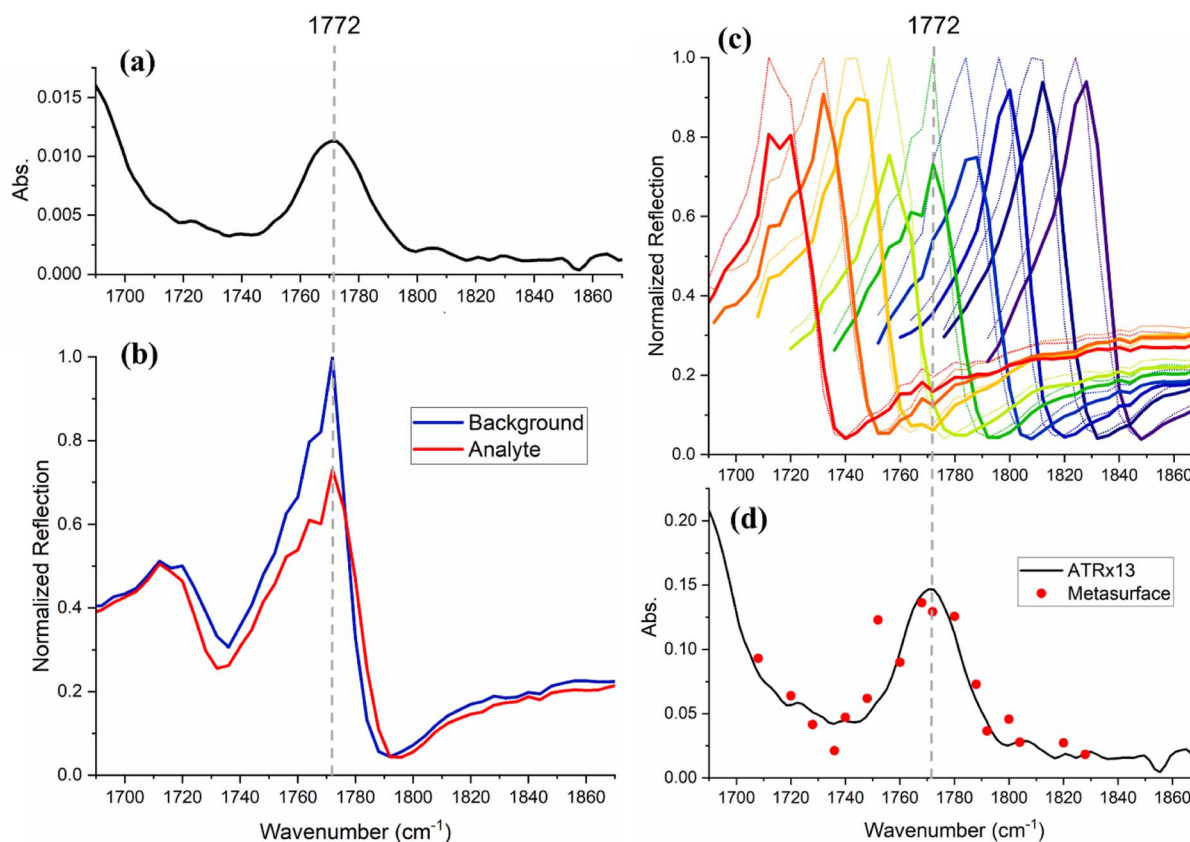 1772
(a)
0.015
0.010
0.005
0.000
Abs.
1700 1720 1740 1760 1780 1800 1820 1840 1860
(b)
1.0
0.8
0.6
0.4
0.2
0.0
Normalized Reflection
Background
Analyte
1700 1720 1740 1760 1780 1800 1820 1840 1860
Wavenumber (cm⁻¹)
1772
(c)
1.0
0.8
0.6
0.4
0.2
0.0
Normalized Reflection
1700 1720 1740 1760 1780 1800 1820 1840 1860
(d)
0.20
0.15
0.10
0.05
0.00
Abs.
ATRx13
Metasurface
1700 1720 1740 1760 1780 1800 1820 1840 1860
Wavenumber (cm⁻¹)